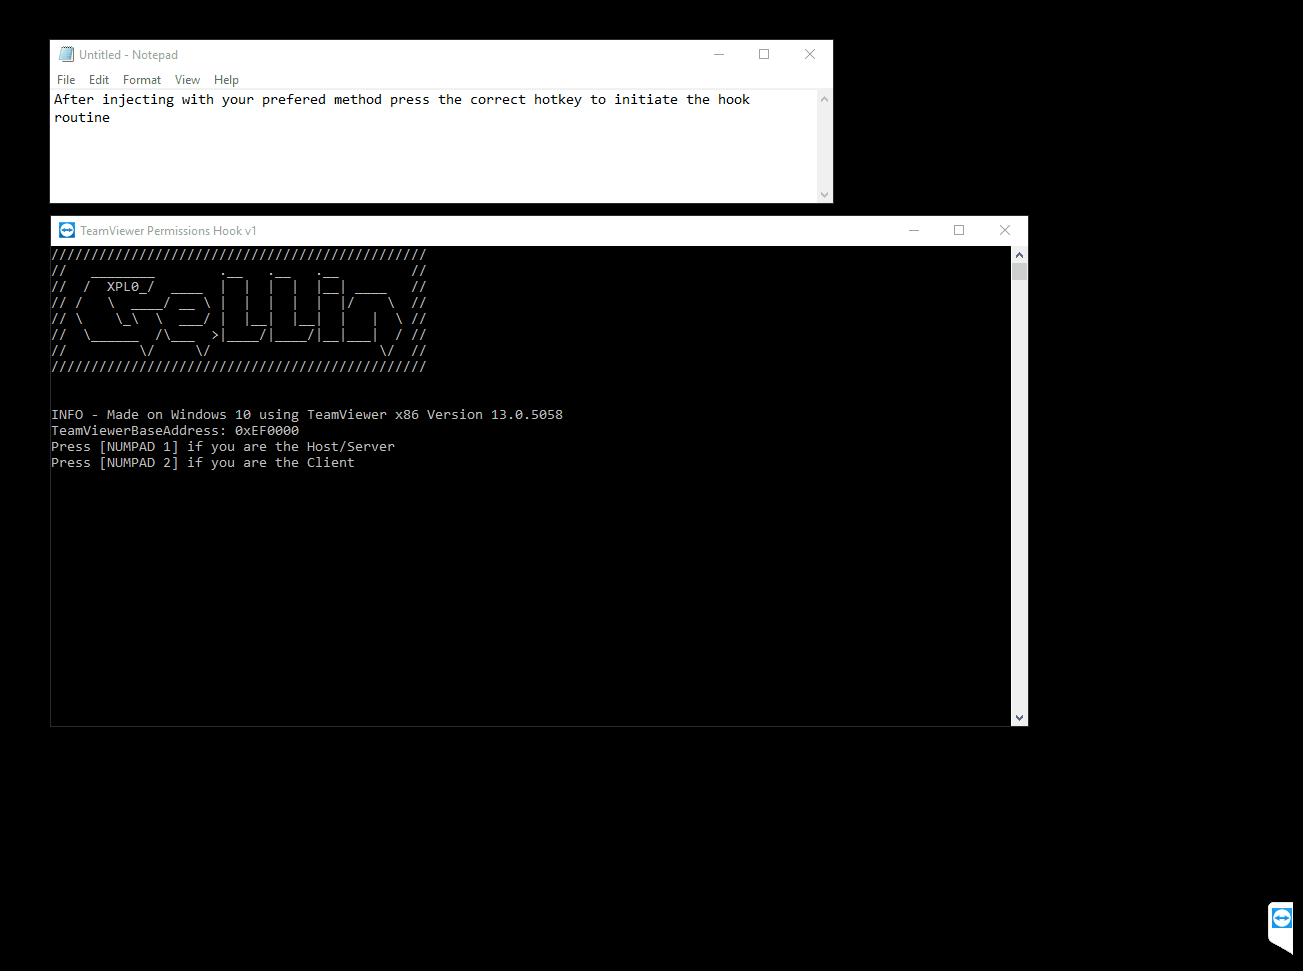 Untitled - Notepad
File Edit Format View Help
After injecting with your prefered method press the correct hotkey to initiate the hook
routine
TeamViewer Permissions Hook v1
///////////////////////////////////////////////
//   ________        .__   .__   .__         //
//  /  XPL0_/  ____  |  |  |  |  |__| ____   //
// /   \  ____/ __ \ |  |  |  |  |  |/    \  //
// \    \_\  \  ___/ |  |__|  |__|  |   |  \ //
//  \______  /\___  >|____/|____/|__|___|  / //
//         \/     \/                     \/  //
///////////////////////////////////////////////
INFO - Made on Windows 10 using TeamViewer x86 Version 13.0.5058
TeamViewerBaseAddress: 0xEF0000
Press [NUMPAD 1] if you are the Host/Server
Press [NUMPAD 2] if you are the Client